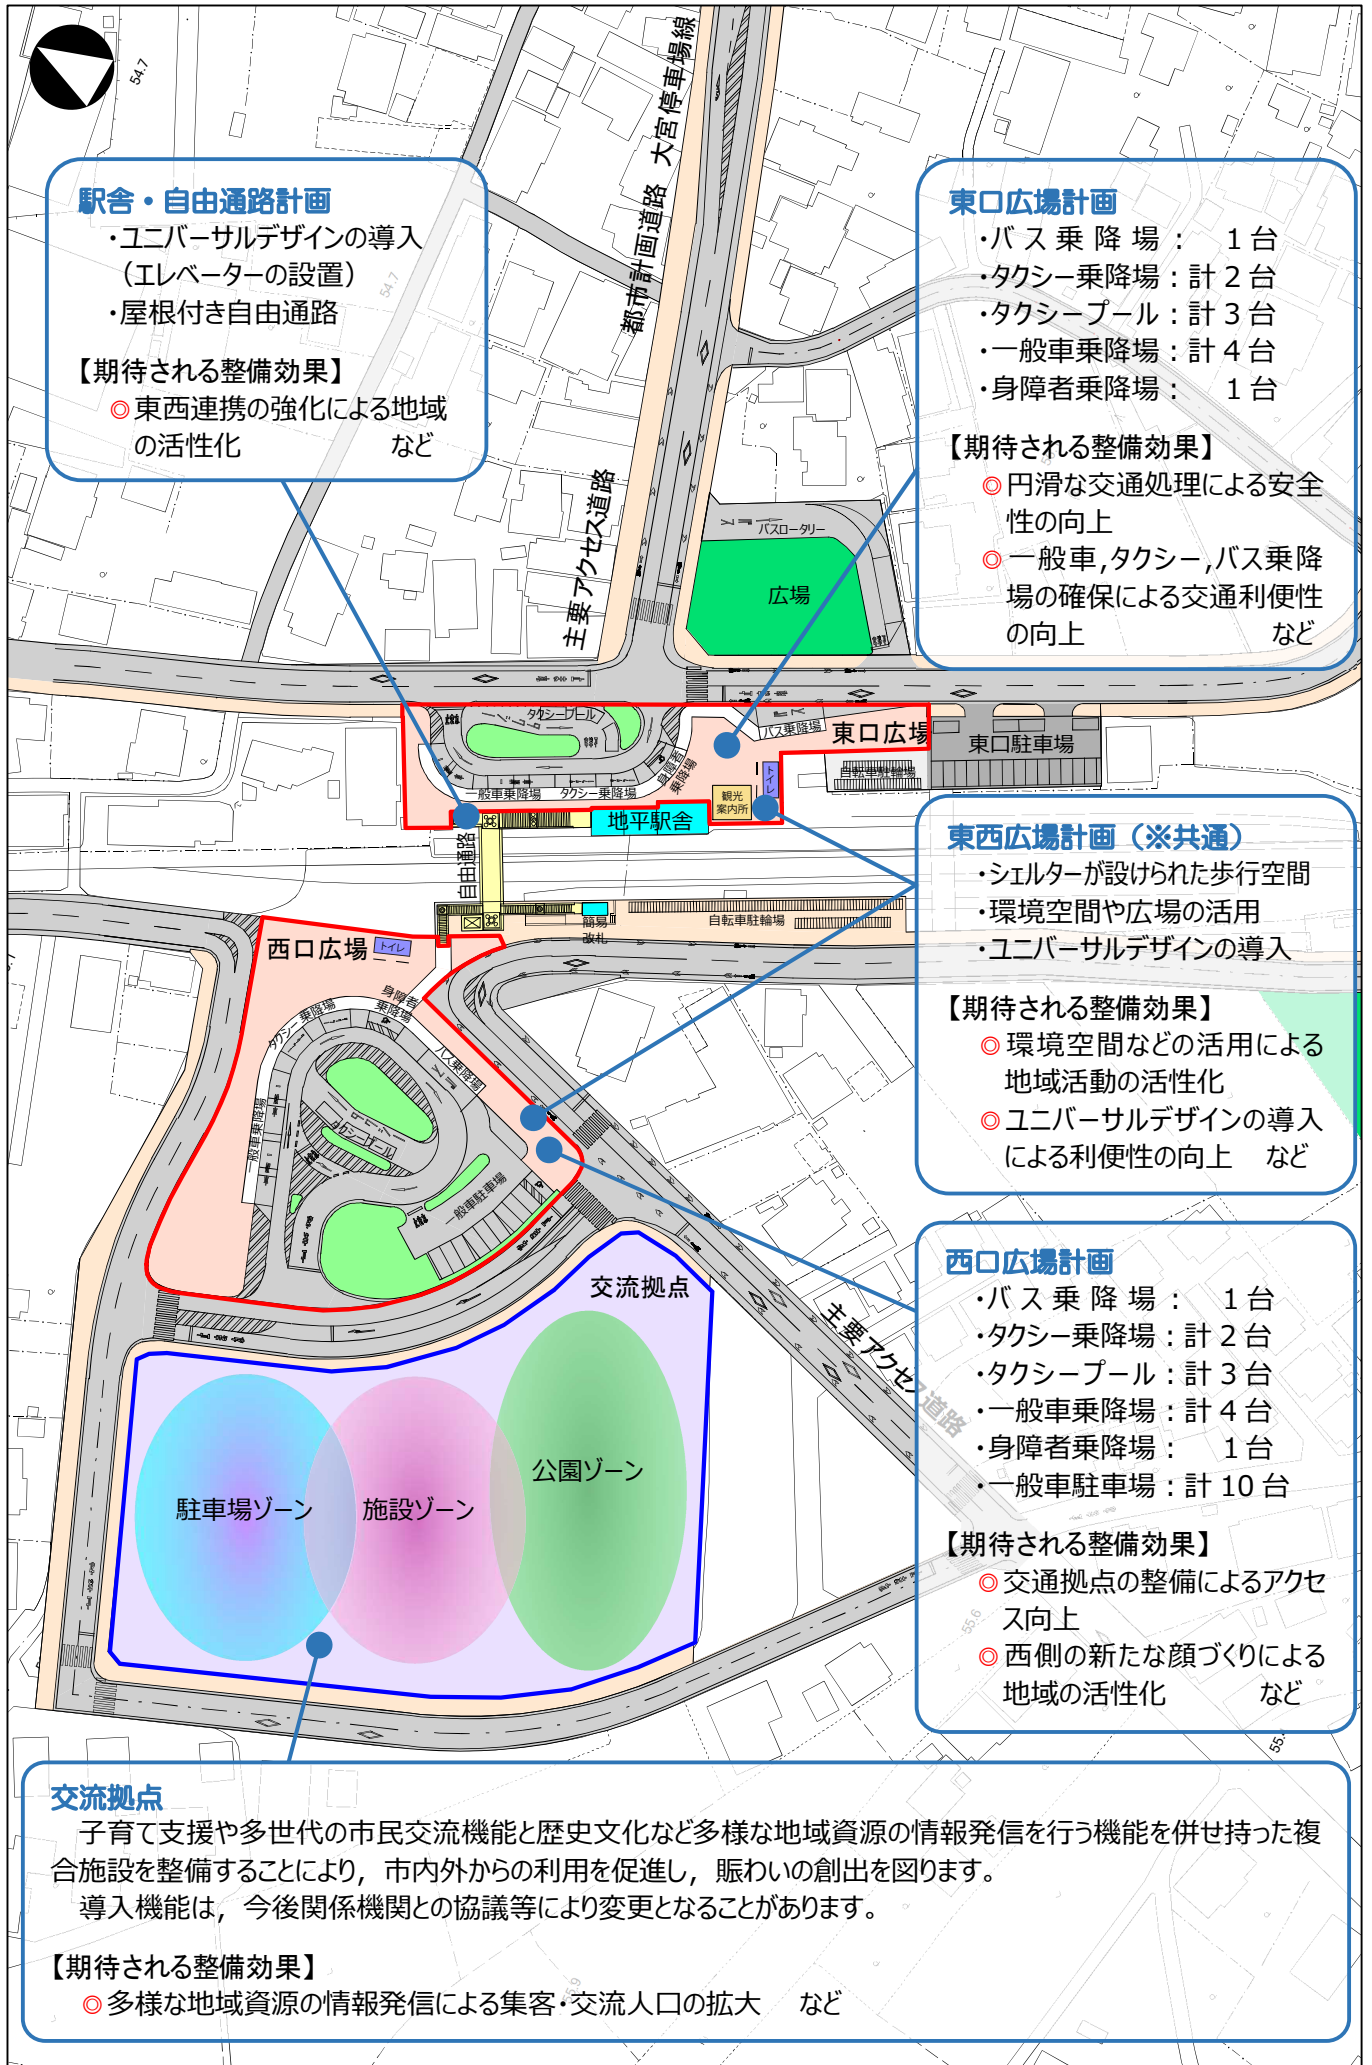 54.7
都市計画道路 大宮停車場線
駅舎・自由通路計画
・ユニバーサルデザインの導入
（エレベーターの設置）
・屋根付き自由通路
【期待される整備効果】
◎東西連携の強化による地域
の活性化 など
54.7
東口広場計画
・バス乗降場： 1台
・タクシー乗降場：計2台
・タクシープール：計3台
・一般車乗降場：計4台
・身障者乗降場： 1台
【期待される整備効果】
◎円滑な交通処理による安全
性の向上
◎一般車,タクシー,バス乗降
場の確保による交通利便性
の向上 など
主要アクセス道路
バスロータリー
広場
タクシープール
バス乗降場
東口広場
東口駐車場
身障者
乗降場
一般車乗降場
タクシー乗降場
トイレ
自転車駐輪場
観光
案内所
地平駅舎
自由通路
簡易
改札
自転車駐輪場
東西広場計画（※共通）
・シェルターが設けられた歩行空間
・環境空間や広場の活用
・ユニバーサルデザインの導入
【期待される整備効果】
◎環境空間などの活用による
地域活動の活性化
◎ユニバーサルデザインの導入
による利便性の向上 など
西口広場
トイレ
身障者
乗降場
タクシー乗降場
バス乗降場
一般車乗降場
タクシープール
一般車駐車場
西口広場計画
・バス乗降場： 1台
・タクシー乗降場：計2台
・タクシープール：計3台
・一般車乗降場：計4台
・身障者乗降場： 1台
・一般車駐車場：計10台
【期待される整備効果】
◎交通拠点の整備によるアクセ
ス向上
◎西側の新たな顔づくりによる
地域の活性化 など
主要アクセス道路
交流拠点
駐車場ゾーン
施設ゾーン
公園ゾーン
55.6
交流拠点
子育て支援や多世代の市民交流機能と歴史文化など多様な地域資源の情報発信を行う機能を併せ持った複
合施設を整備することにより，市内外からの利用を促進し，賑わいの創出を図ります。
導入機能は，今後関係機関との協議等により変更となることがあります。
【期待される整備効果】
◎多様な地域資源の情報発信による集客・交流人口の拡大 など